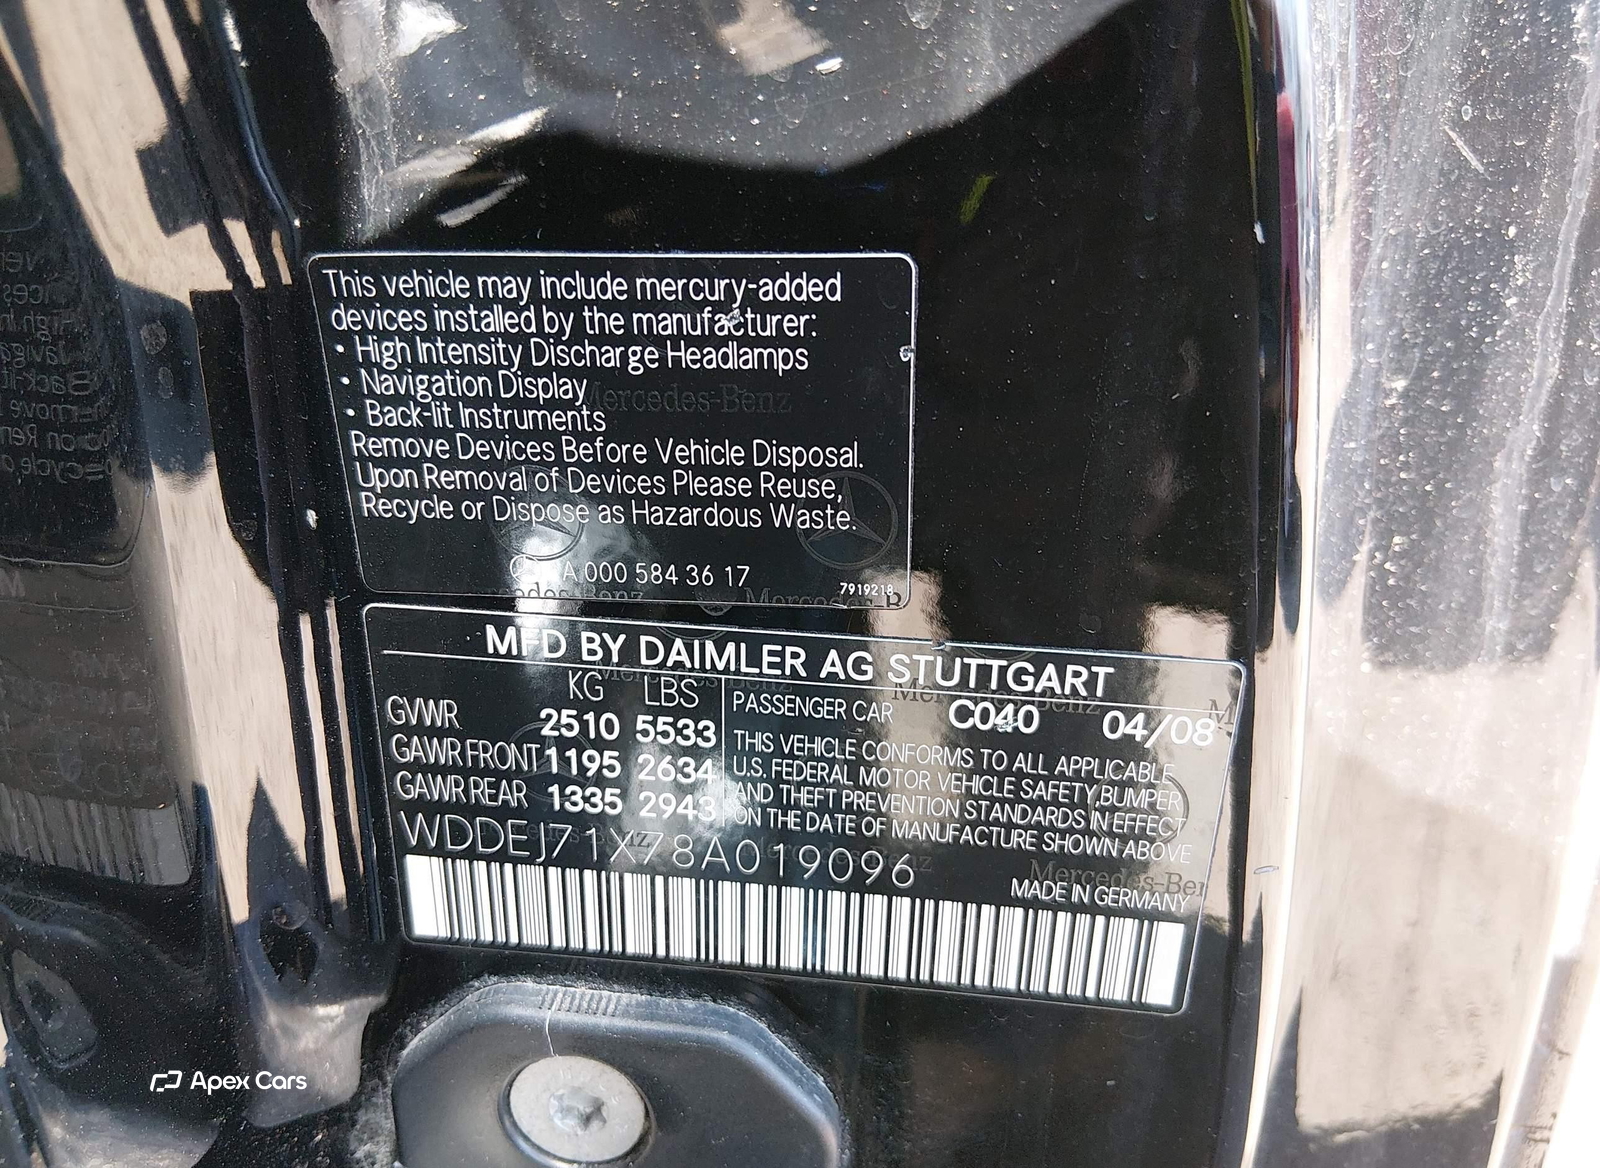 This vehicle may include mercury-added
devices installed by the manufacturer:
• High Intensity Discharge Headlamps
• Navigation Display
• Back-lit Instruments
Remove Devices Before Vehicle Disposal.
Upon Removal of Devices Please Reuse,
Recycle or Dispose as Hazardous Waste.
A 000 584 36 17
7919218
MFD BY DAIMLER AG STUTTGART
KG LBS
GVWR 2510 5533
GAWR FRONT 1195 2634
GAWR REAR 1335 2943
PASSENGER CAR C040 04/08
THIS VEHICLE CONFORMS TO ALL APPLICABLE
U.S. FEDERAL MOTOR VEHICLE SAFETY, BUMPER
AND THEFT PREVENTION STANDARDS IN EFFECT
ON THE DATE OF MANUFACTURE SHOWN ABOVE
WDDEJ71X78A019096
MADE IN GERMANY
Mercedes-Benz
Mercedes-Benz
Apex Cars